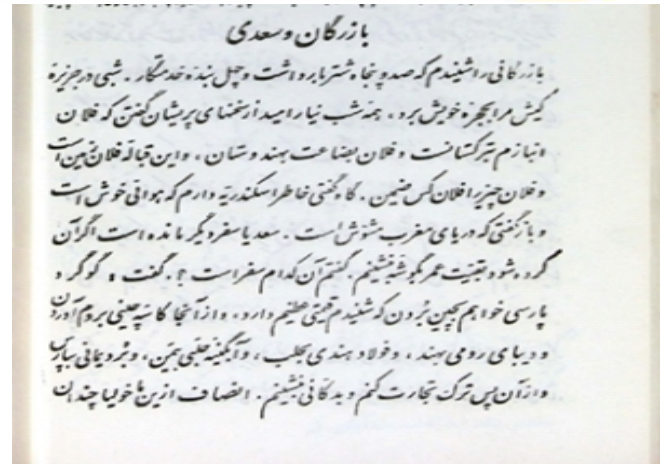 بازرگان و سعدی
بازرگانی را شنیدم که صد و پنجاه شتر بار داشت و چهل بنده خدمتکار. شبی در جزیرهٔ
کیش مرا بحجرهٔ خویش برد. همه شب نیارامید از سخنهای پریشان گفتن که فلان
انبازم بترکستانست و فلان بضاعت بهندوستان، و این قباله فلان زمین است
و فلان چیز را فلان کس ضمین. گاه گفتی خاطر اسکندریه دارم که هوائی خوش است
و باز گفتی که دریای مغرب مشوش است. سعدیا سفر دیگر مانده است اگر آن
کرده شود بقیت عمر بگوشه بنشینم. گفتم آن کدام سفر است؟. گفت: گوگرد
پارسی خواهم بچین بردن که شنیدم قیمتی عظیم دارد، و از آنجا کاسه چینی بروم آوردن
و دیبای رومی بهند، و فولاد هندی بحلب، و آبگینه حلبی بیمن، و برد یمانی بپارس
و از آن پس ترک تجارت کنم و بدکانی بنشینم. انصاف ازین ماخولیا چندان